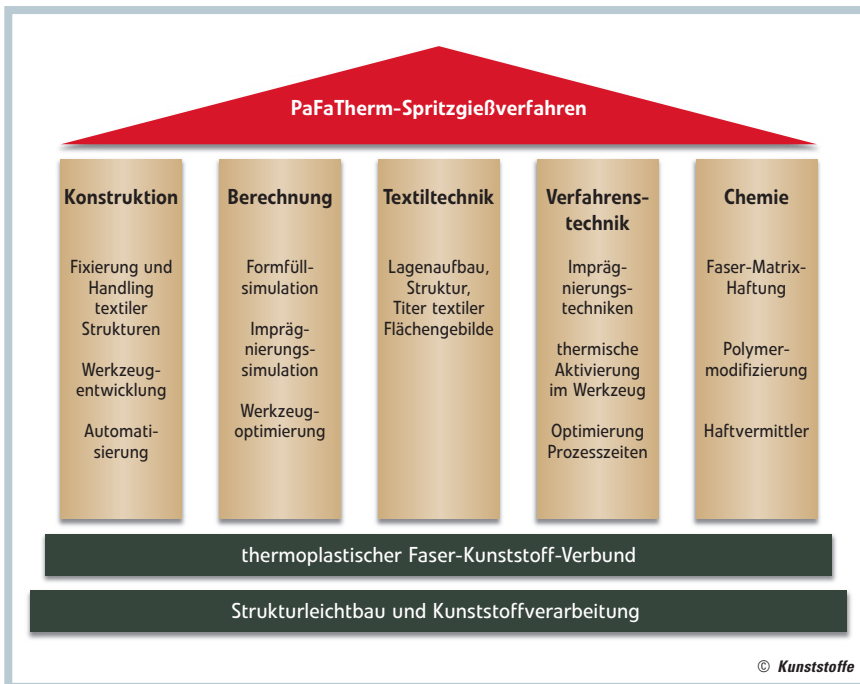 PaFaTherm-Spritzgießverfahren
Konstruktion
Fixierung und
Handling
textiler
Strukturen
Werkzeug-
entwicklung
Automati-
sierung
Berechnung
Formfüll-
simulation
Impräg-
nierungs-
simulation
Werkzeug-
optimierung
Textiltechnik
Lagenaufbau,
Struktur,
Titer textiler
Flächengebilde
Verfahrens-
technik
Impräg-
nierungs-
techniken
thermische
Aktivierung
im Werkzeug
Optimierung
Prozesszeiten
Chemie
Faser-Matrix-
Haftung
Polymer-
modifizierung
Haftvermittler
thermoplastischer Faser-Kunststoff-Verbund
Strukturleichtbau und Kunststoffverarbeitung
© Kunststoffe